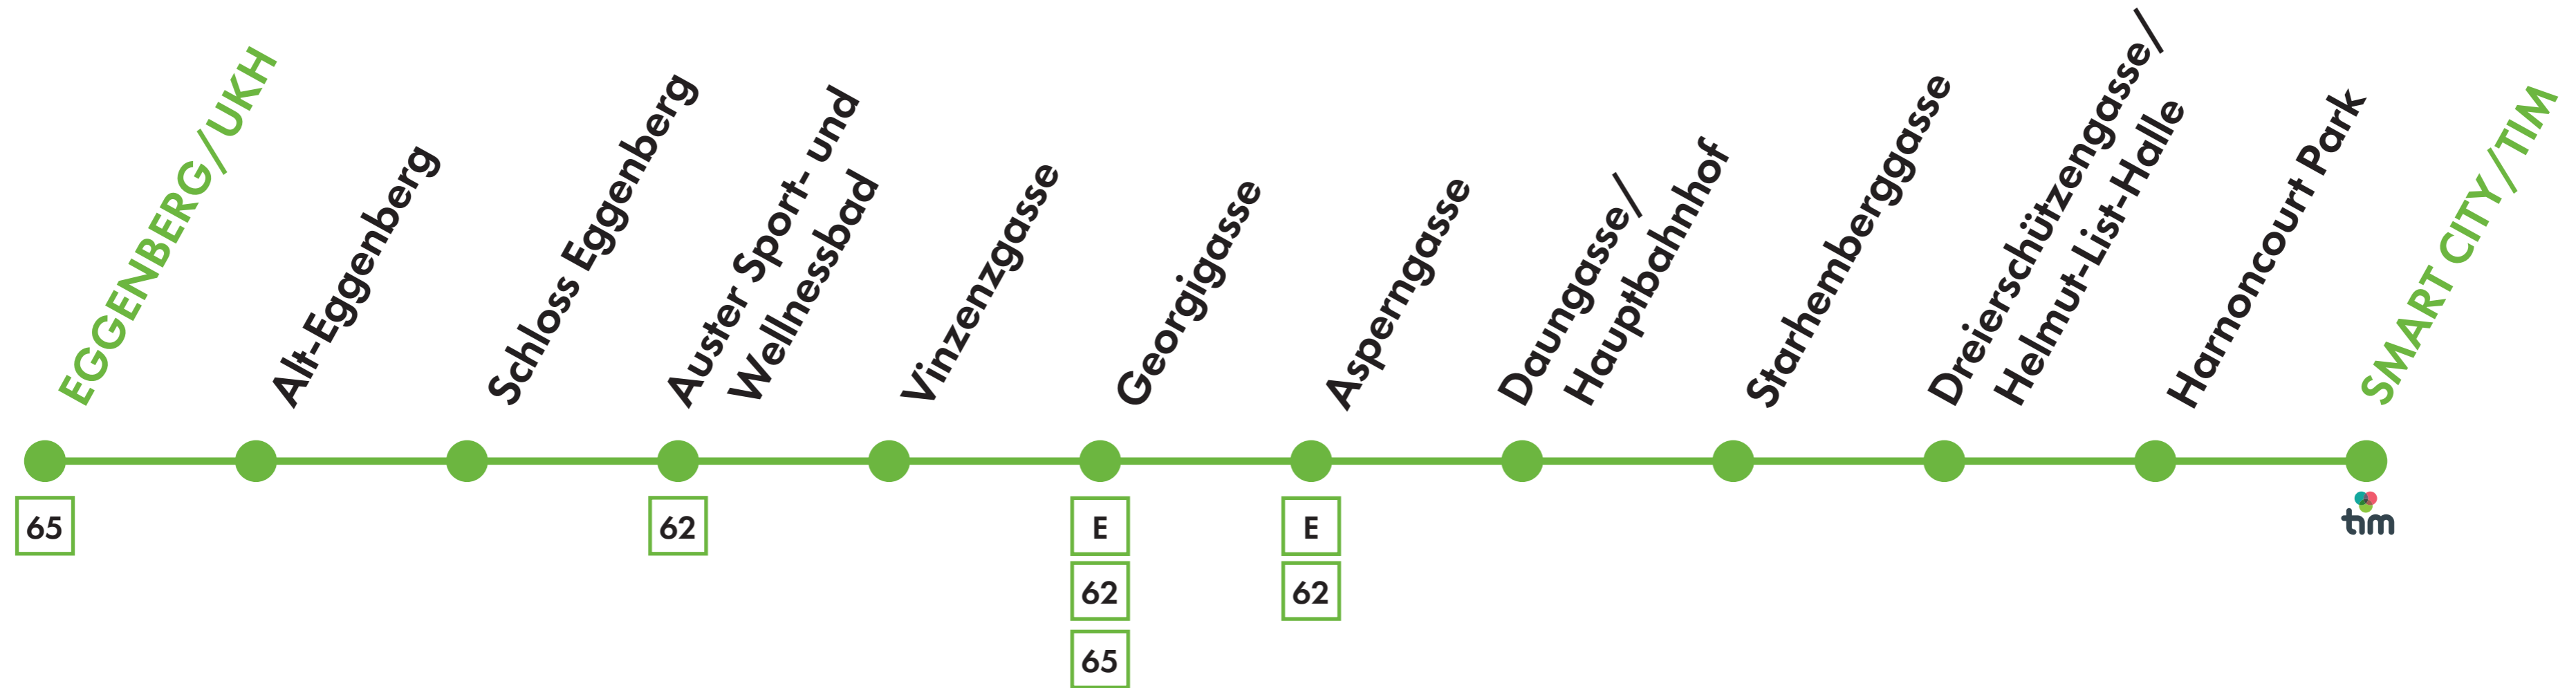 EGGENBERG/UKH
Alt-Eggenberg
Schloss Eggenberg
Auster Sport- und
Wellnessbad
Vinzenzgasse
Georgigasse
Asperngasse
Daungasse/
Hauptbahnhof
Starhemberggasse
Dreierschützengasse/
Helmut-List-Halle
Harnoncourt Park
SMART CITY/TIM
65
62
E
62
65
E
62
tim